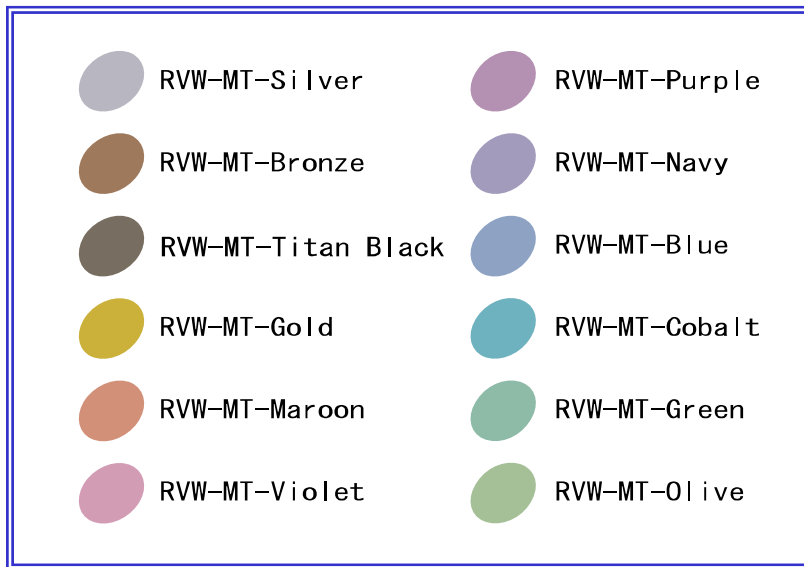 RVW-MT-Silver
RVW-MT-Bronze
RVW-MT-Titan Black
RVW-MT-Gold
RVW-MT-Maroon
RVW-MT-Violet
RVW-MT-Purple
RVW-MT-Navy
RVW-MT-Blue
RVW-MT-Cobalt
RVW-MT-Green
RVW-MT-Olive